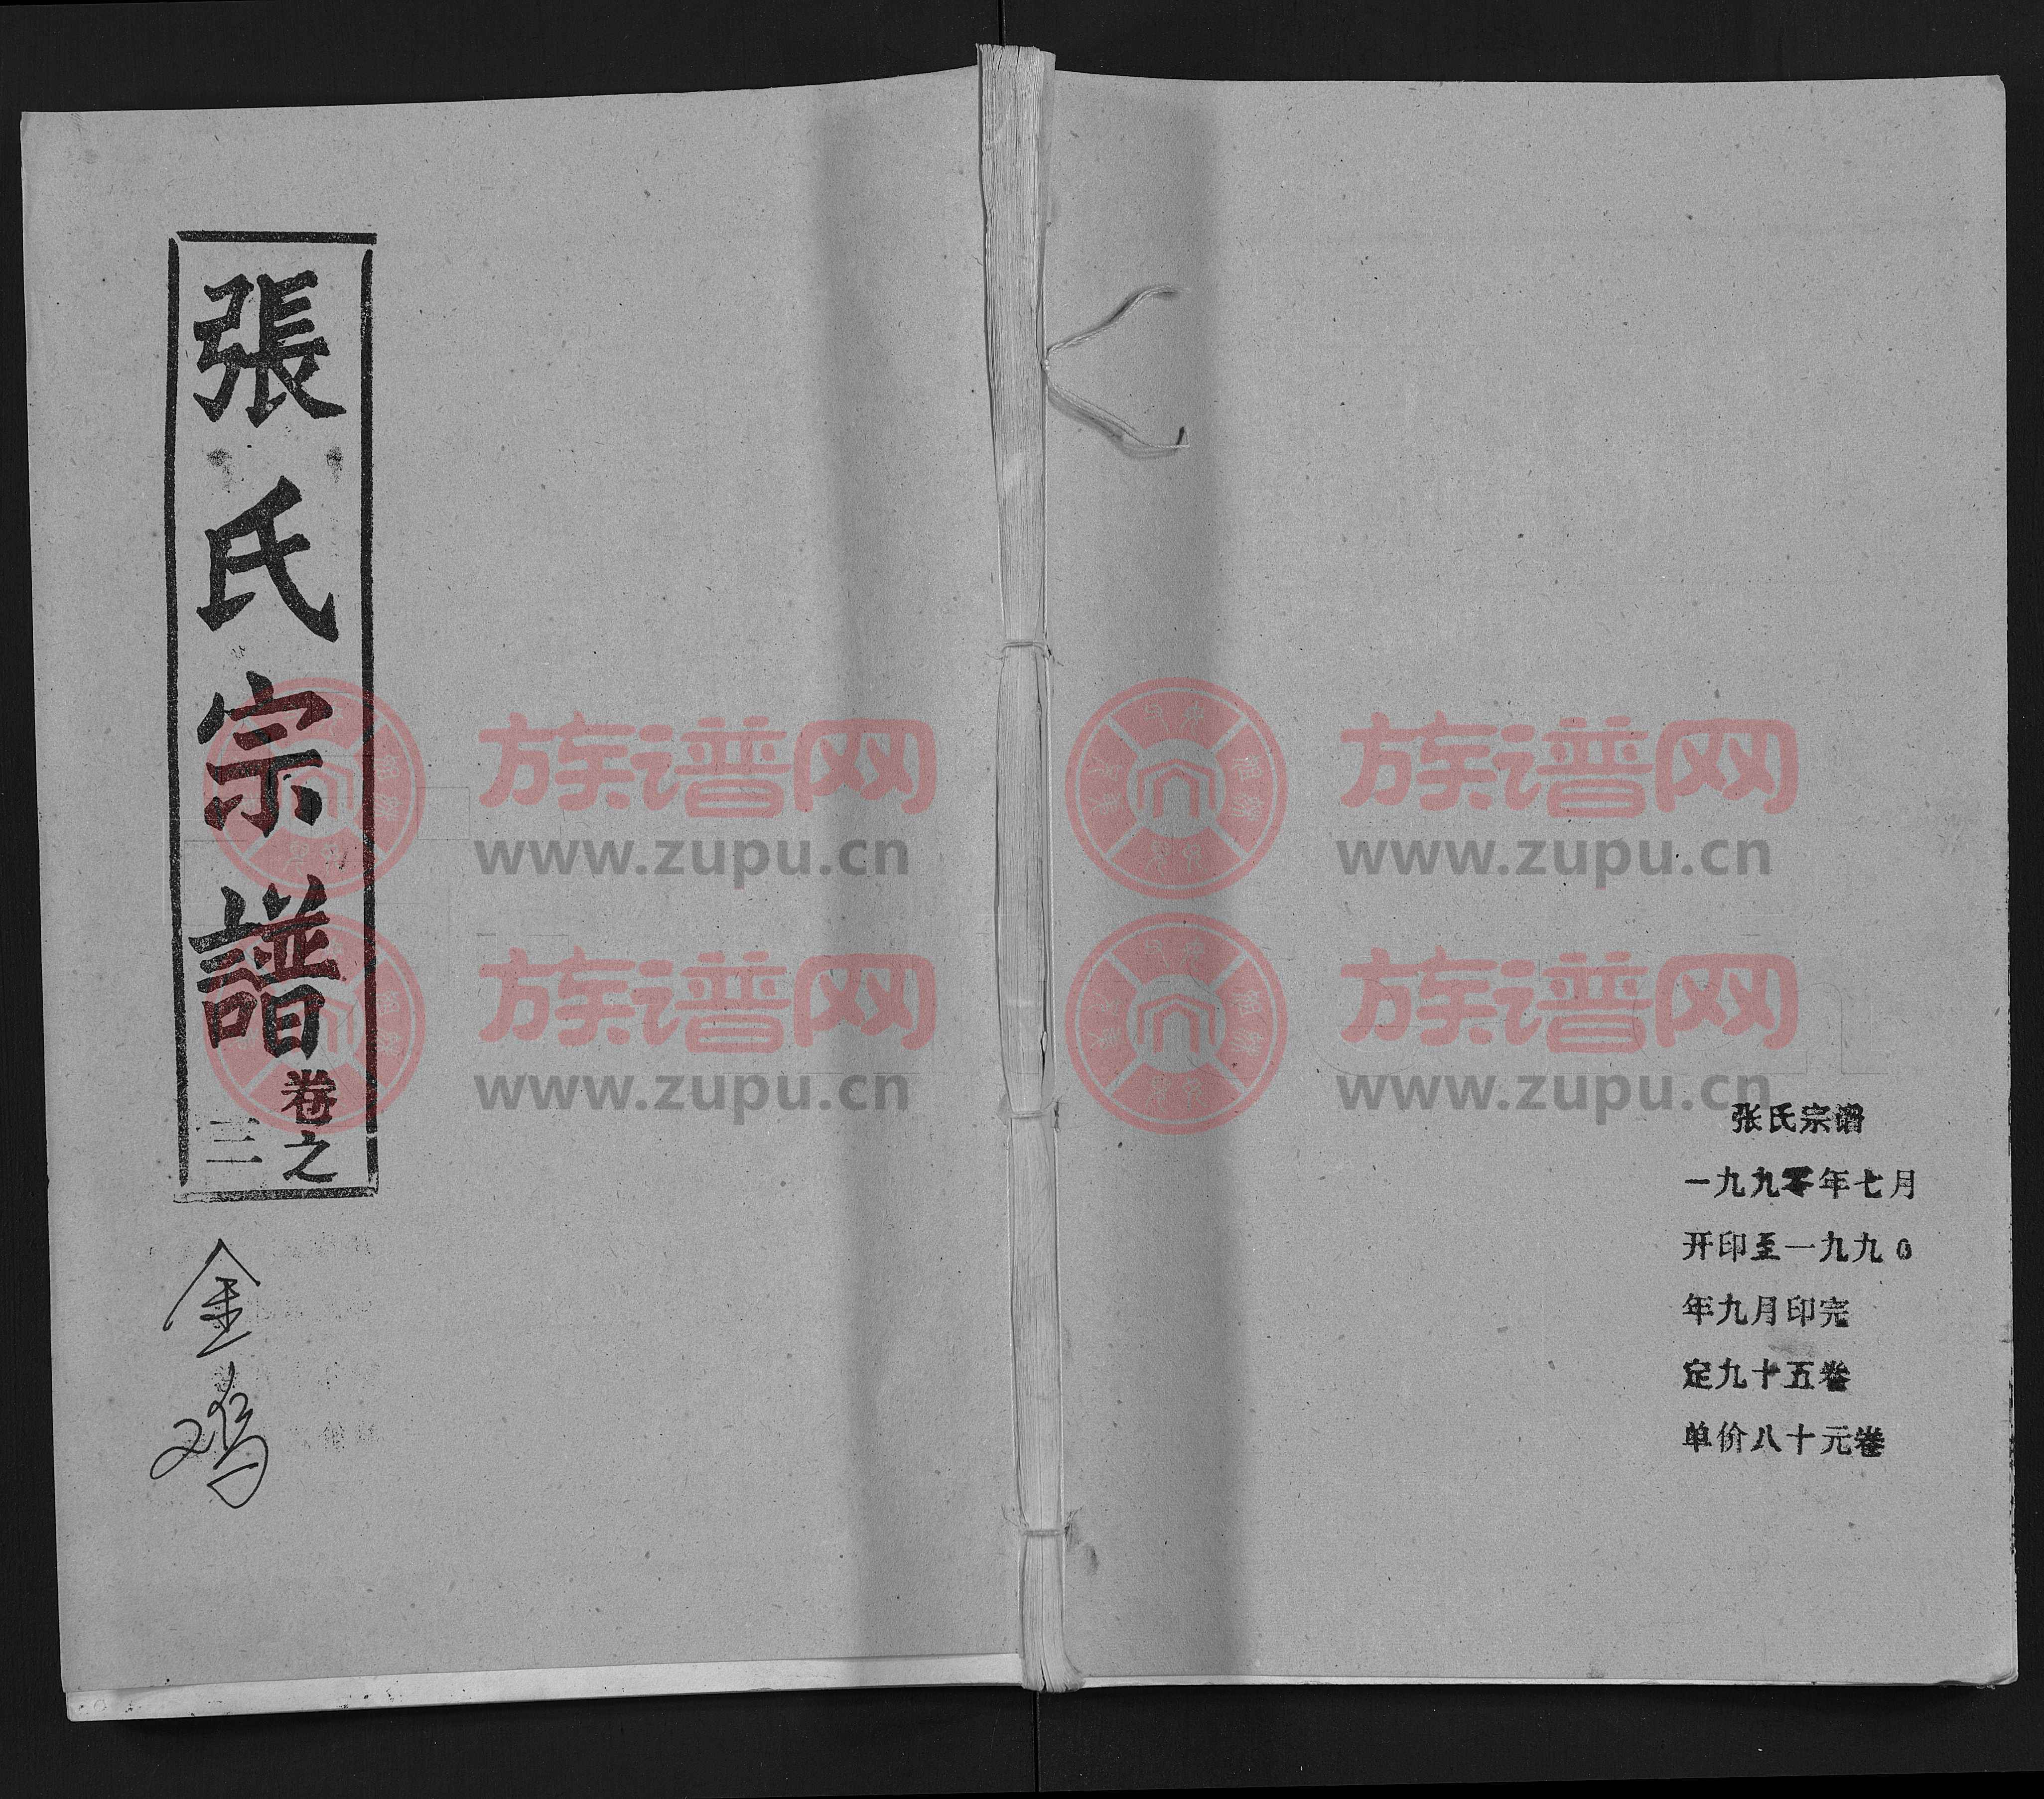 張氏宗譜
卷之
三
金鸡
族谱网
www.zupu.cn
族谱网
www.zupu.cn
族谱网
www.zupu.cn
族谱网
www.zupu.cn
张氏宗谱
一九九零年七月
开印至一九九0
年九月印完
定九十五卷
单价八十元卷